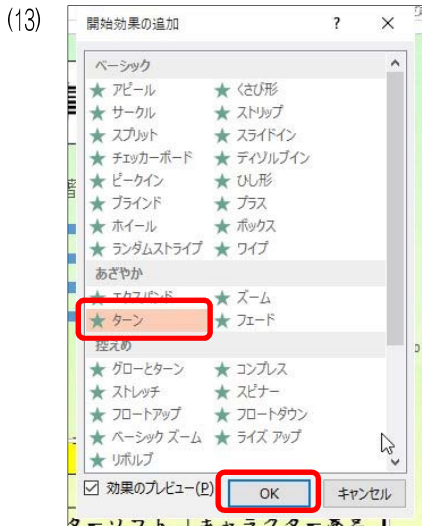 (13)
開始効果の追加 ? ×
ベーシック
★ アピール ★ くさび形
★ サークル ★ ストリップ
★ スプリット ★ スライドイン
★ チェッカーボード ★ ディゾルブイン
★ ピークイン ★ ひし形
★ ブラインド ★ プラス
★ ホイール ★ ボックス
★ ランダムストライプ ★ ワイプ
あざやか
★ エクスパンド ★ ズーム
★ ターン ★ フェード
控えめ
★ グローとターン ★ コンプレス
★ ストレッチ ★ スピナー
★ フロートアップ ★ フロートダウン
★ ベーシック ズーム ★ ライズ アップ
★ リボルブ
効果のプレビュー(P) OK キャンセル